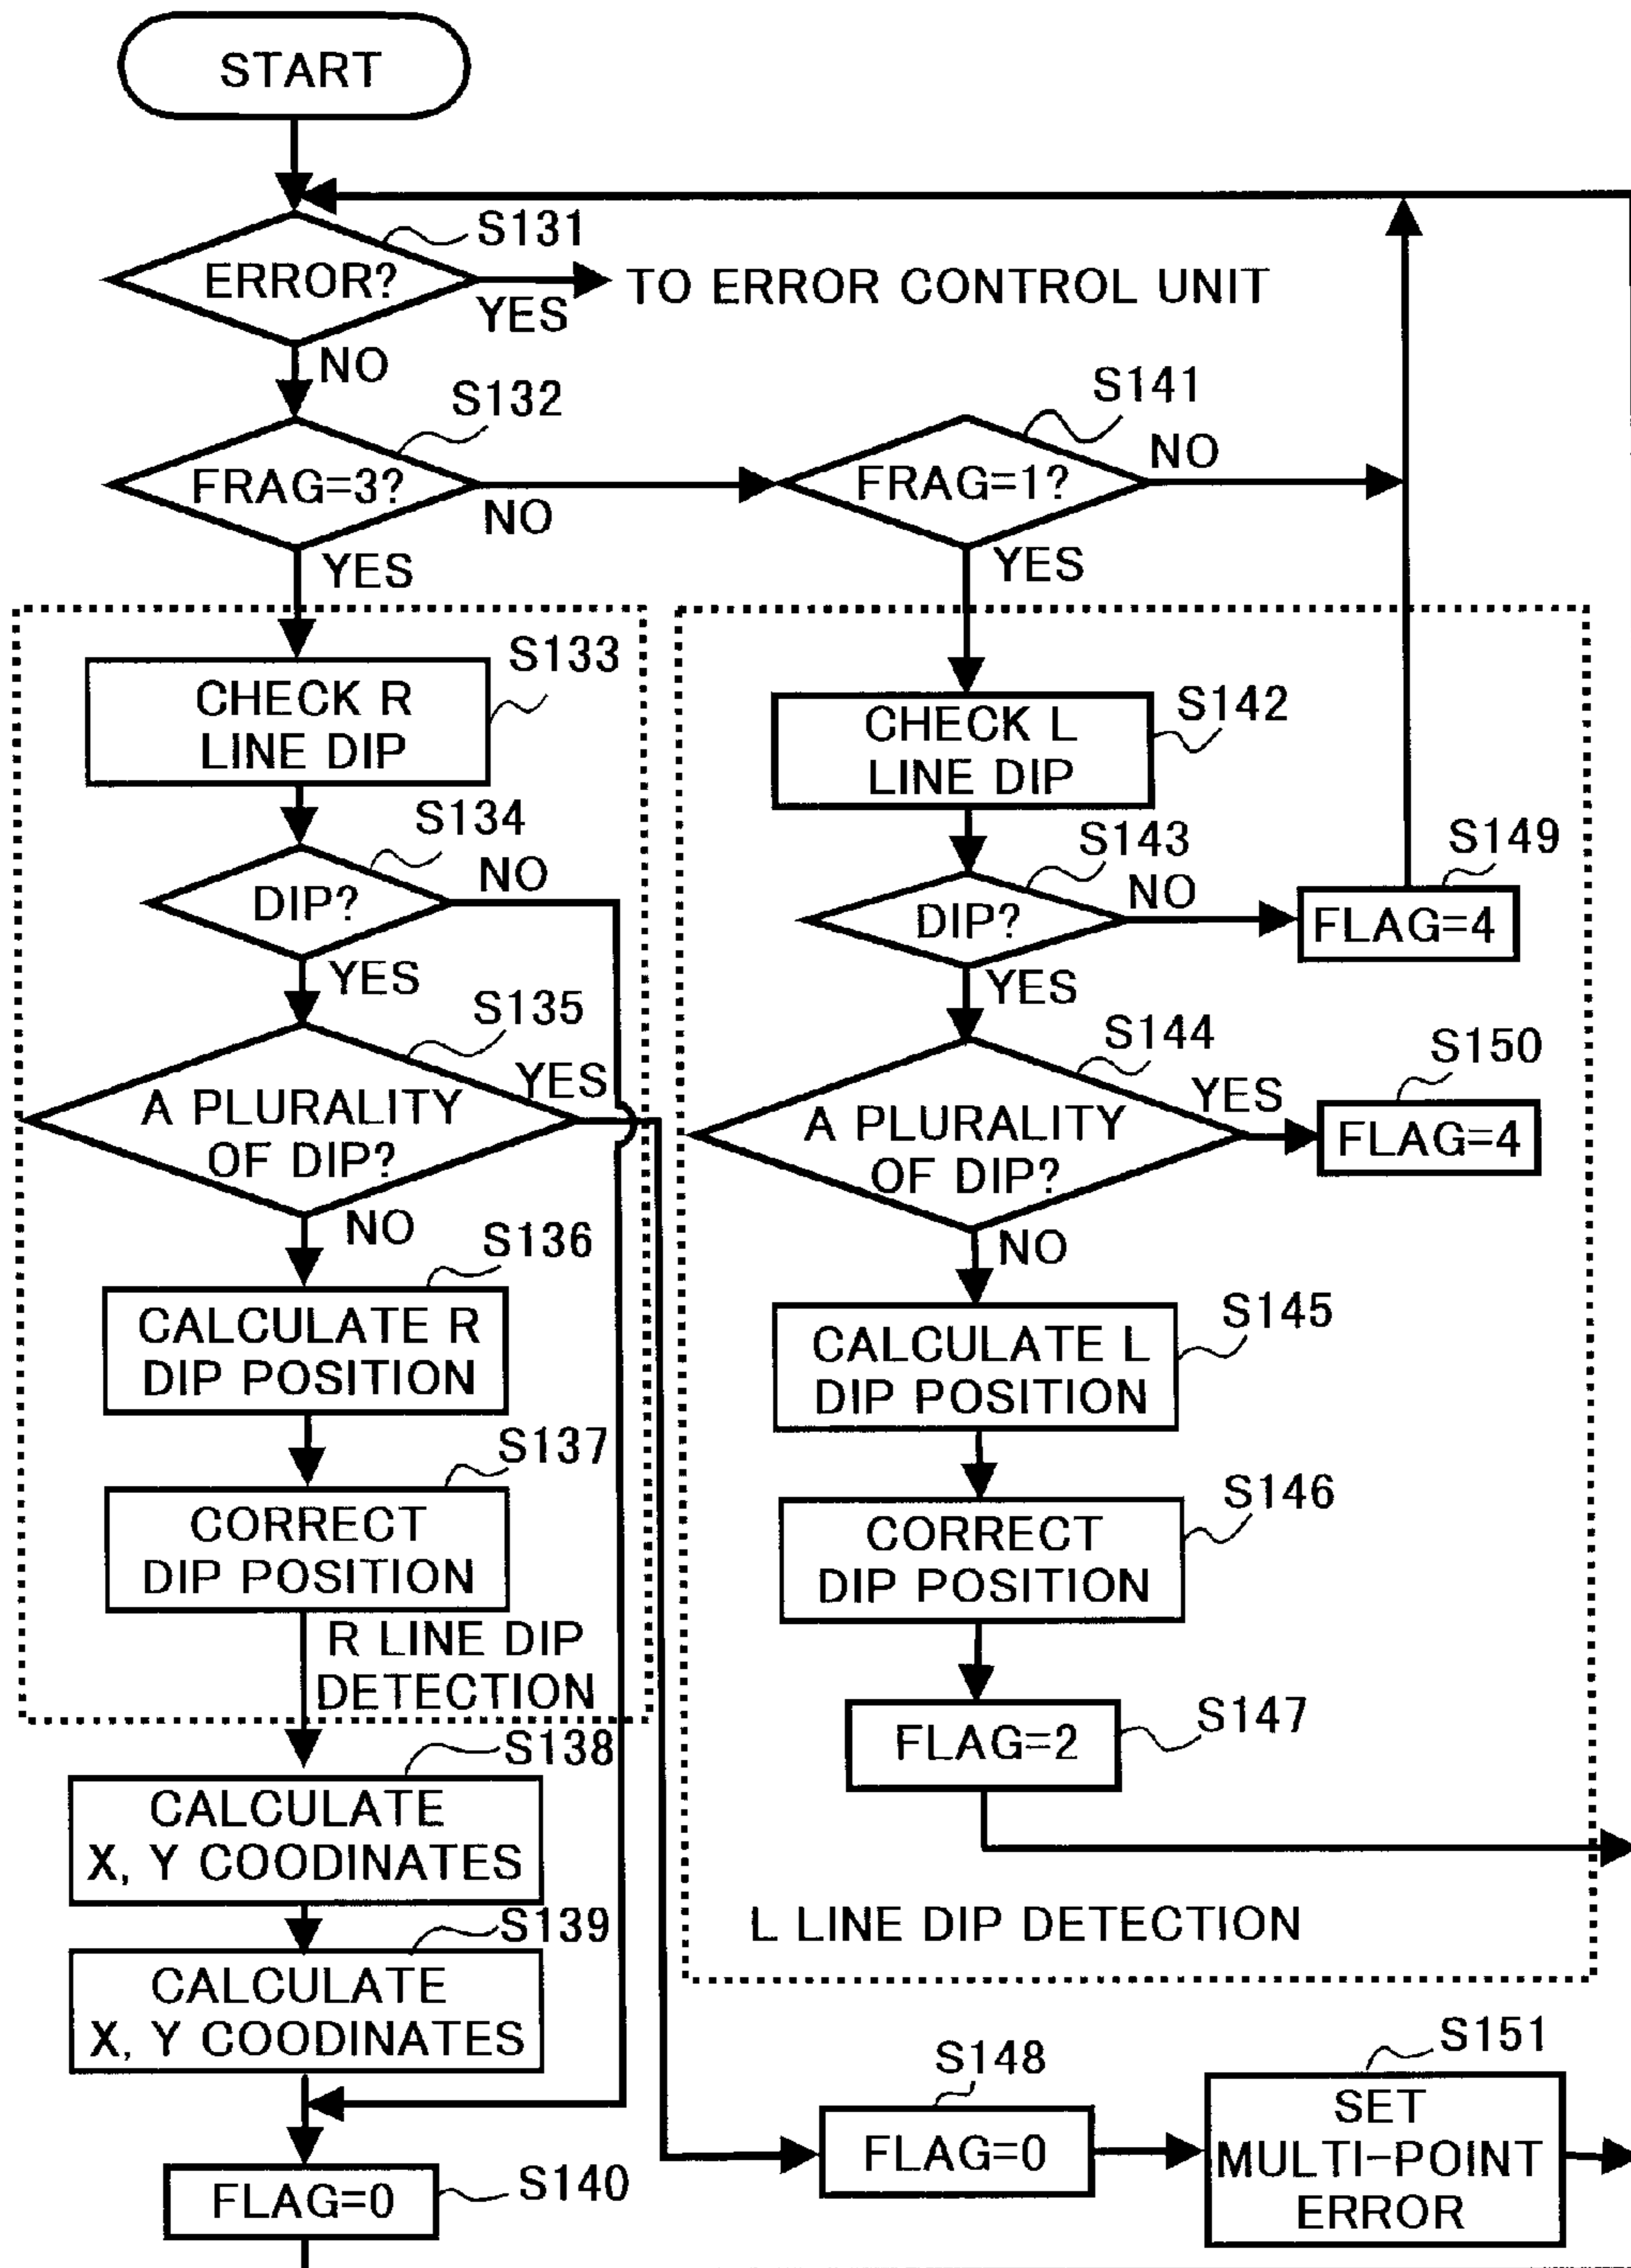 START
S131
ERROR?
YES
TO ERROR CONTROL UNIT
NO
S132
FRAG=3?
NO
YES
S141
FRAG=1?
NO
YES
S133
CHECK R
LINE DIP
S134
DIP?
NO
YES
S135
A PLURALITY
OF DIP?
YES
NO
S136
CALCULATE R
DIP POSITION
S137
CORRECT
DIP POSITION
R LINE DIP
DETECTION
S138
CALCULATE
X, Y COODINATES
S139
CALCULATE
X, Y COODINATES
S140
FLAG=0
S142
CHECK L
LINE DIP
S143
DIP?
NO
YES
S149
FLAG=4
S144
A PLURALITY
OF DIP?
YES
NO
S150
FLAG=4
S145
CALCULATE L
DIP POSITION
S146
CORRECT
DIP POSITION
S147
FLAG=2
L LINE DIP DETECTION
S148
FLAG=0
S151
SET
MULTI-POINT
ERROR